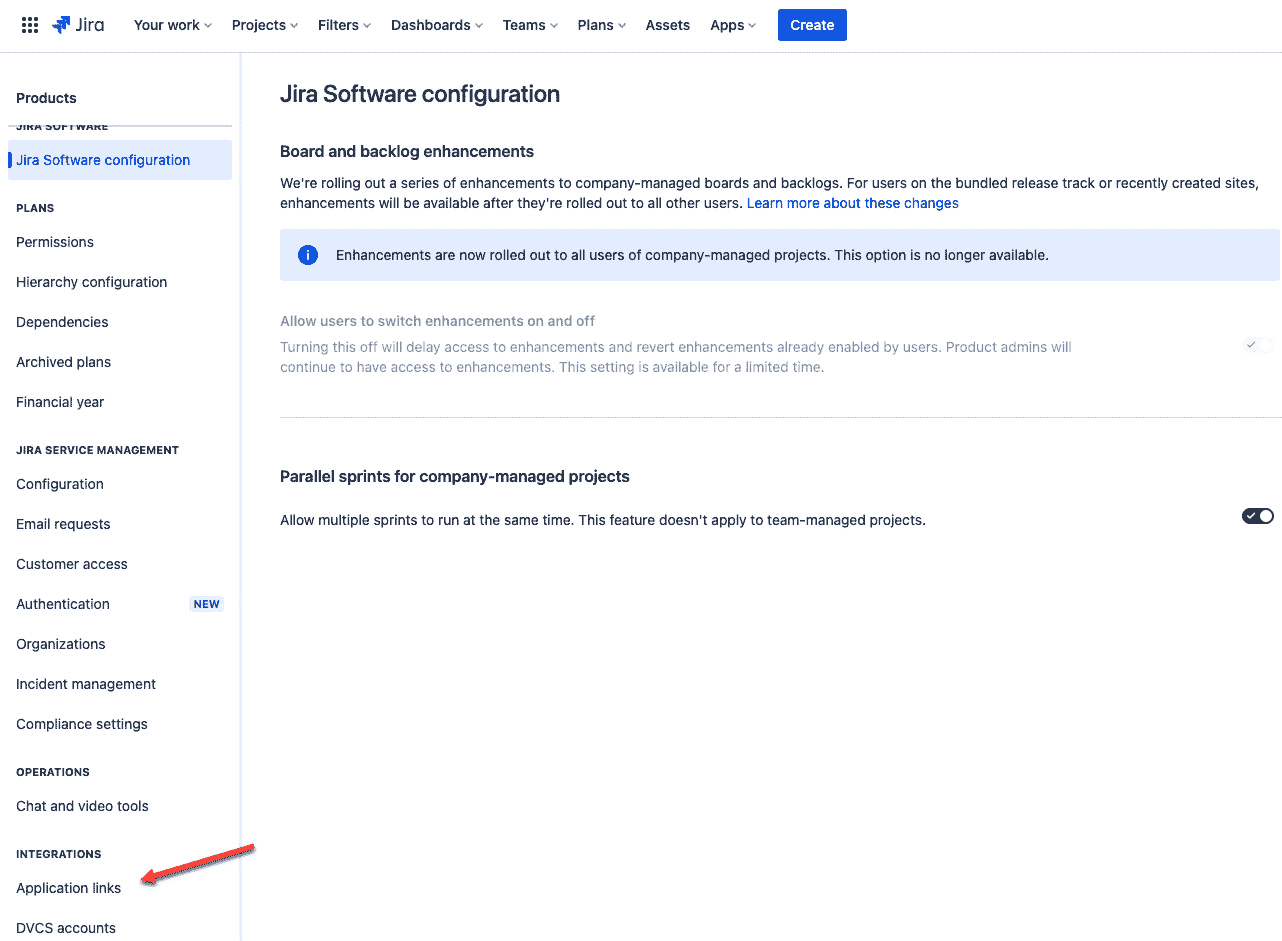 Jira Your work Projects Filters Dashboards Teams Plans Assets Apps Create
Products
JIRA SOFTWARE
Jira Software configuration
PLANS
Permissions
Hierarchy configuration
Dependencies
Archived plans
Financial year
JIRA SERVICE MANAGEMENT
Configuration
Email requests
Customer access
Authentication NEW
Organizations
Incident management
Compliance settings
OPERATIONS
Chat and video tools
INTEGRATIONS
Application links
DVCS accounts
Jira Software configuration
Board and backlog enhancements
We're rolling out a series of enhancements to company-managed boards and backlogs. For users on the bundled release track or recently created sites,
enhancements will be available after they're rolled out to all other users. Learn more about these changes
Enhancements are now rolled out to all users of company-managed projects. This option is no longer available.
Allow users to switch enhancements on and off
Turning this off will delay access to enhancements and revert enhancements already enabled by users. Product admins will
continue to have access to enhancements. This setting is available for a limited time.
Parallel sprints for company-managed projects
Allow multiple sprints to run at the same time. This feature doesn't apply to team-managed projects.